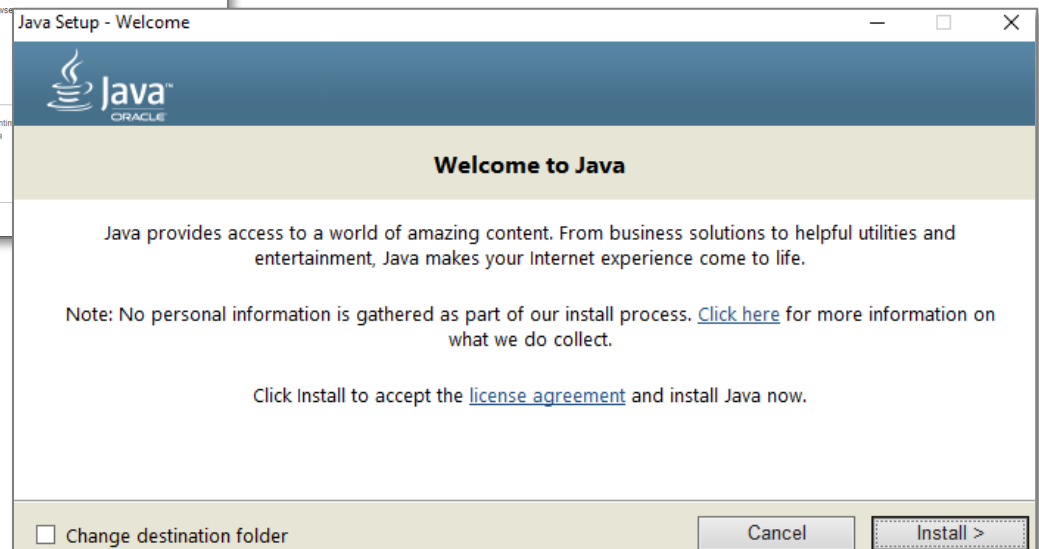 Java Setup - Welcome
Java™
ORACLE
Welcome to Java
Java provides access to a world of amazing content. From business solutions to helpful utilities and
entertainment, Java makes your Internet experience come to life.
Note: No personal information is gathered as part of our install process. Click here for more information on
what we do collect.
Click Install to accept the license agreement and install Java now.
Change destination folder
Cancel
Install >